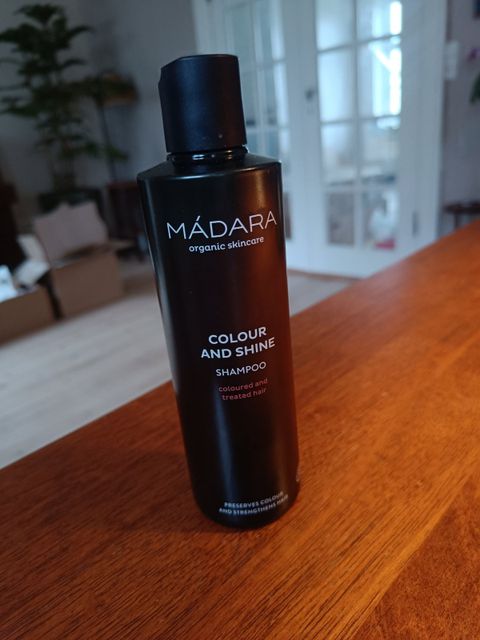 MÁDARA
organic skincare
COLOUR
AND SHINE
SHAMPOO
coloured and
treated hair
PRESERVES COLOUR
AND STRENGTHENS HAIR